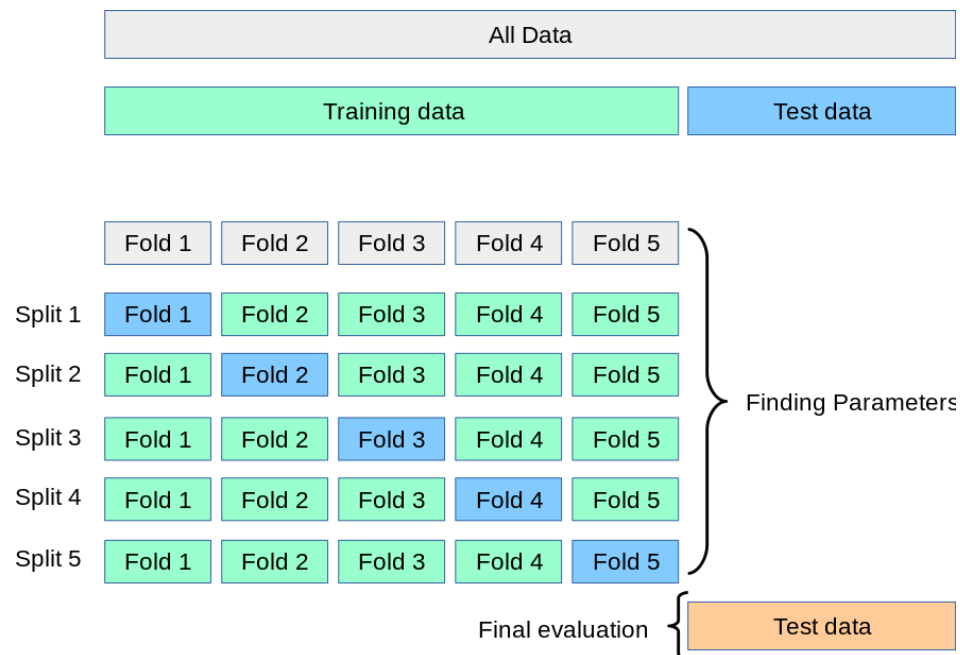 All Data
Training data Test data
Fold 1 Fold 2 Fold 3 Fold 4 Fold 5
Split 1 Fold 1 Fold 2 Fold 3 Fold 4 Fold 5
Split 2 Fold 1 Fold 2 Fold 3 Fold 4 Fold 5
Finding Parameters
Split 3 Fold 1 Fold 2 Fold 3 Fold 4 Fold 5
Split 4 Fold 1 Fold 2 Fold 3 Fold 4 Fold 5
Split 5 Fold 1 Fold 2 Fold 3 Fold 4 Fold 5
Final evaluation Test data